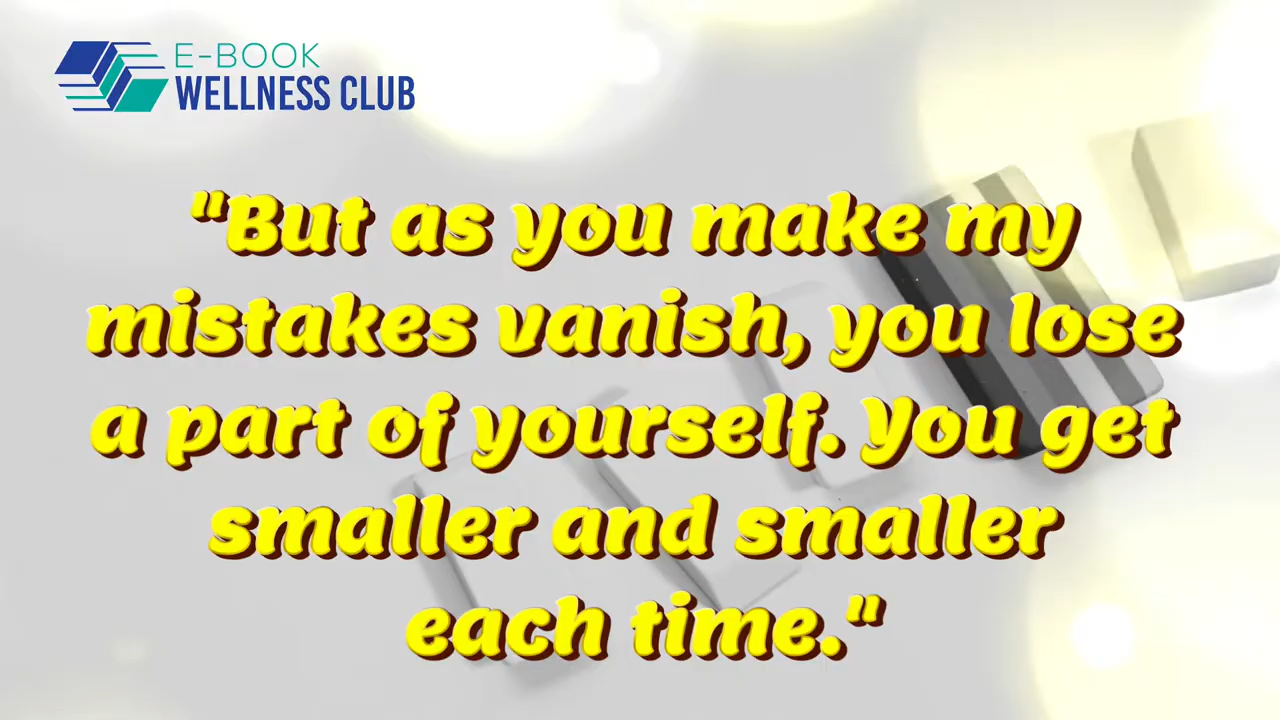 E-BOOK
WELLNESS CLUB
"But as you make my
mistakes vanish, you lose
a part of yourself. You get
smaller and smaller
each time."